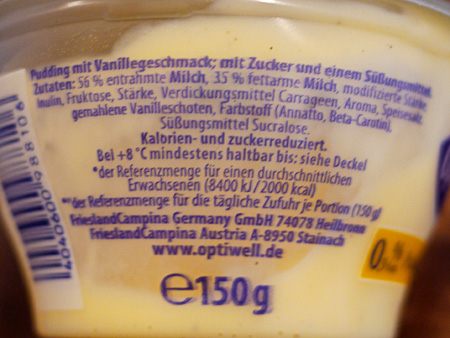 Pudding mit Vanillegeschmack; mit Zucker und einem Süßungsmittel
Zutaten: 56 % entrahmte Milch, 35 % fettarme Milch, modifizierte Stärke,
Inulin, Fruktose, Stärke, Verdickungsmittel Carrageen, Aroma, Speisesalz,
gemahlene Vanilleschoten, Farbstoff (Annatto, Beta-Carotin),
Süßungsmittel Sucralose.
Kalorien- und zuckerreduziert.
Bei +8 °C mindestens haltbar bis: siehe Deckel
*der Referenzmenge für einen durchschnittlichen
Erwachsenen (8400 kJ/2000 kcal)
**der Referenzmenge für die tägliche Zufuhr je Portion (150 g)
FrieslandCampina Germany GmbH 74078 Heilbronn
FrieslandCampina Austria A-8950 Stainach
www.optiwell.de
℮150g